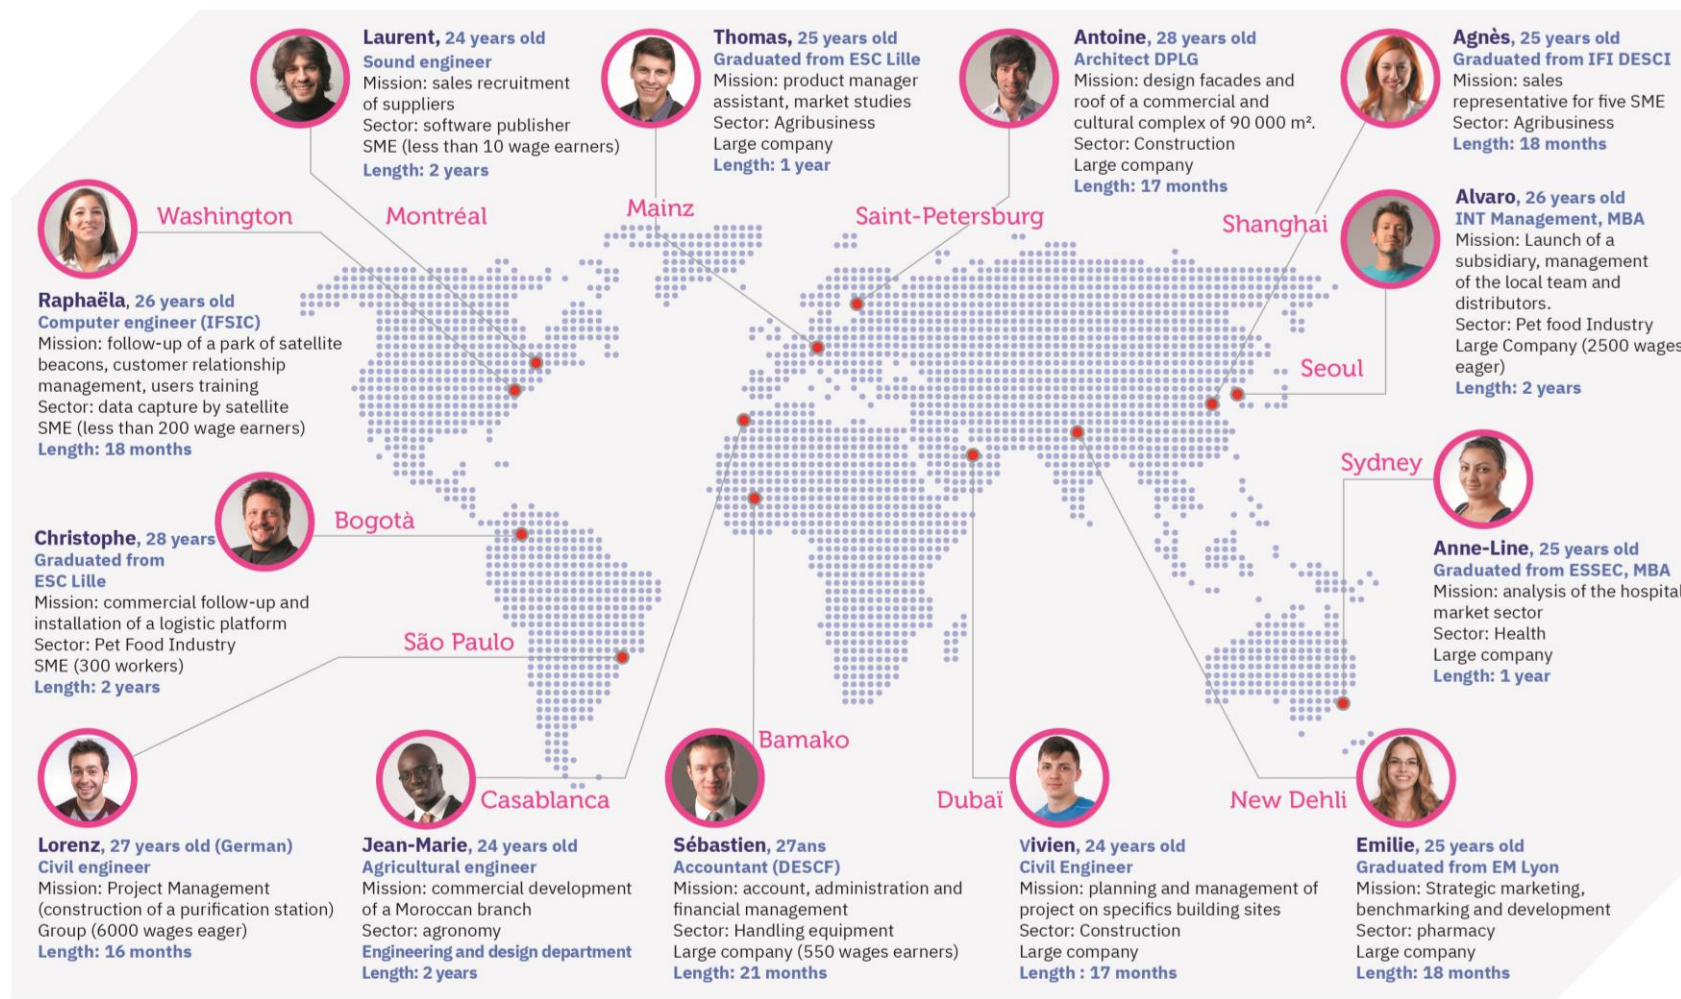 Laurent, 24 years old
Sound engineer
Mission: sales recruitment
of suppliers
Sector: software publisher
SME (less than 10 wage earners)
Length: 2 years
Thomas, 25 years old
Graduated from ESC Lille
Mission: product manager
assistant, market studies
Sector: Agribusiness
Large company
Length: 1 year
Antoine, 28 years old
Architect DPLG
Mission: design facades and
roof of a commercial and
cultural complex of 90 000 m².
Sector: Construction
Large company
Length: 17 months
Agnès, 25 years old
Graduated from IFI DESCI
Mission: sales
representative for five SME
Sector: Agribusiness
Length: 18 months
Washington
Montréal
Mainz
Saint-Petersburg
Shanghai
Alvaro, 26 years old
INT Management, MBA
Mission: Launch of a
subsidiary, management
of the local team and
distributors.
Sector: Pet food Industry
Large Company (2500 wages
eager)
Length: 2 years
Seoul
Raphaëla, 26 years old
Computer engineer (IFSIC)
Mission: follow-up of a park of satellite
beacons, customer relationship
management, users training
Sector: data capture by satellite
SME (less than 200 wage earners)
Length: 18 months
Sydney
Bogotà
Christophe, 28 years
Graduated from
ESC Lille
Mission: commercial follow-up and
installation of a logistic platform
Sector: Pet Food Industry
SME (300 workers)
Length: 2 years
Anne-Line, 25 years old
Graduated from ESSEC, MBA
Mission: analysis of the hospital
market sector
Sector: Health
Large company
Length: 1 year
São Paulo
Casablanca
Bamako
Dubaï
New Dehli
Lorenz, 27 years old (German)
Civil engineer
Mission: Project Management
(construction of a purification station)
Group (6000 wages eager)
Length: 16 months
Jean-Marie, 24 years old
Agricultural engineer
Mission: commercial development
of a Moroccan branch
Sector: agronomy
Engineering and design department
Length: 2 years
Sébastien, 27ans
Accountant (DESCF)
Mission: account, administration and
financial management
Sector: Handling equipment
Large company (550 wages earners)
Length: 21 months
Vivien, 24 years old
Civil Engineer
Mission: planning and management of
project on specifics building sites
Sector: Construction
Large company
Length : 17 months
Emilie, 25 years old
Graduated from EM Lyon
Mission: Strategic marketing,
benchmarking and development
Sector: pharmacy
Large company
Length: 18 months